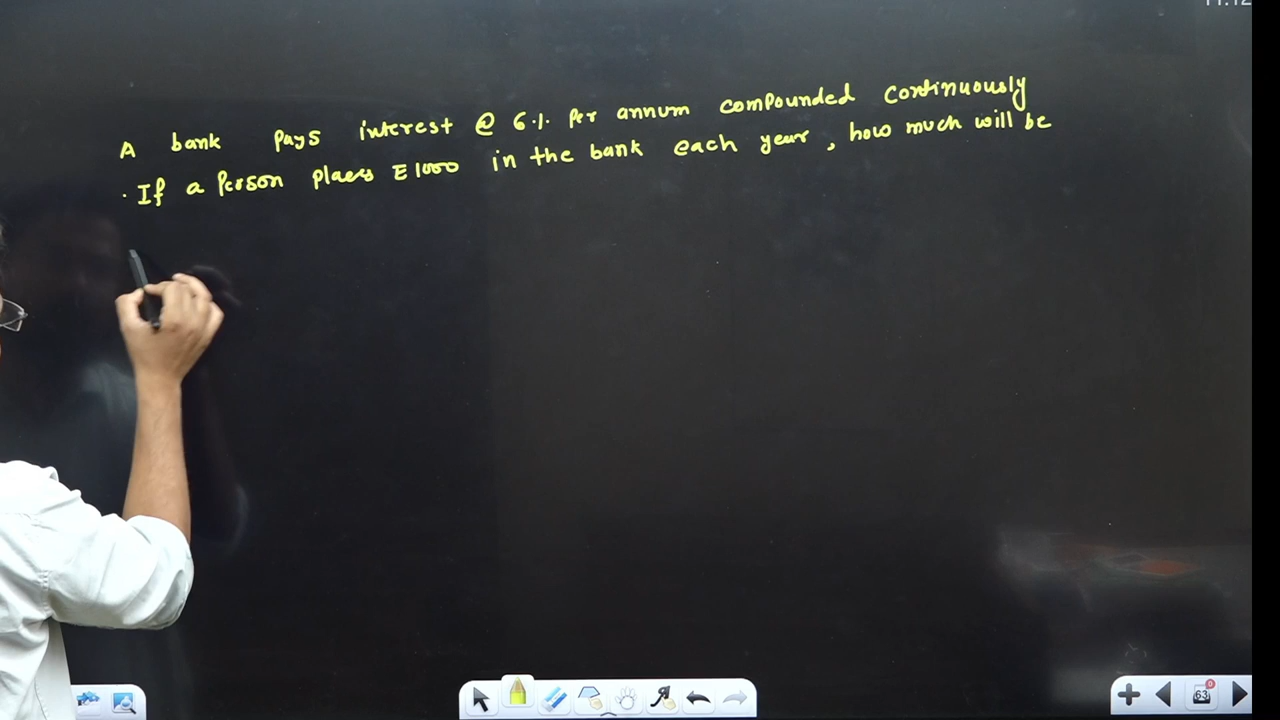 A bank pays interest @ 6% Per annum compounded continuously
. If a Person places £1000 in the bank each year, how much will be
63